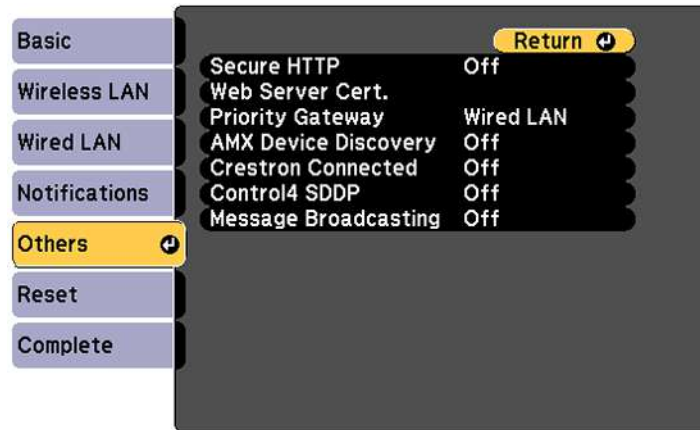 Basic
Wireless LAN
Wired LAN
Notifications
Others
Reset
Complete
Return
Secure HTTP Off
Web Server Cert.
Priority Gateway Wired LAN
AMX Device Discovery Off
Crestron Connected Off
Control4 SDDP Off
Message Broadcasting Off